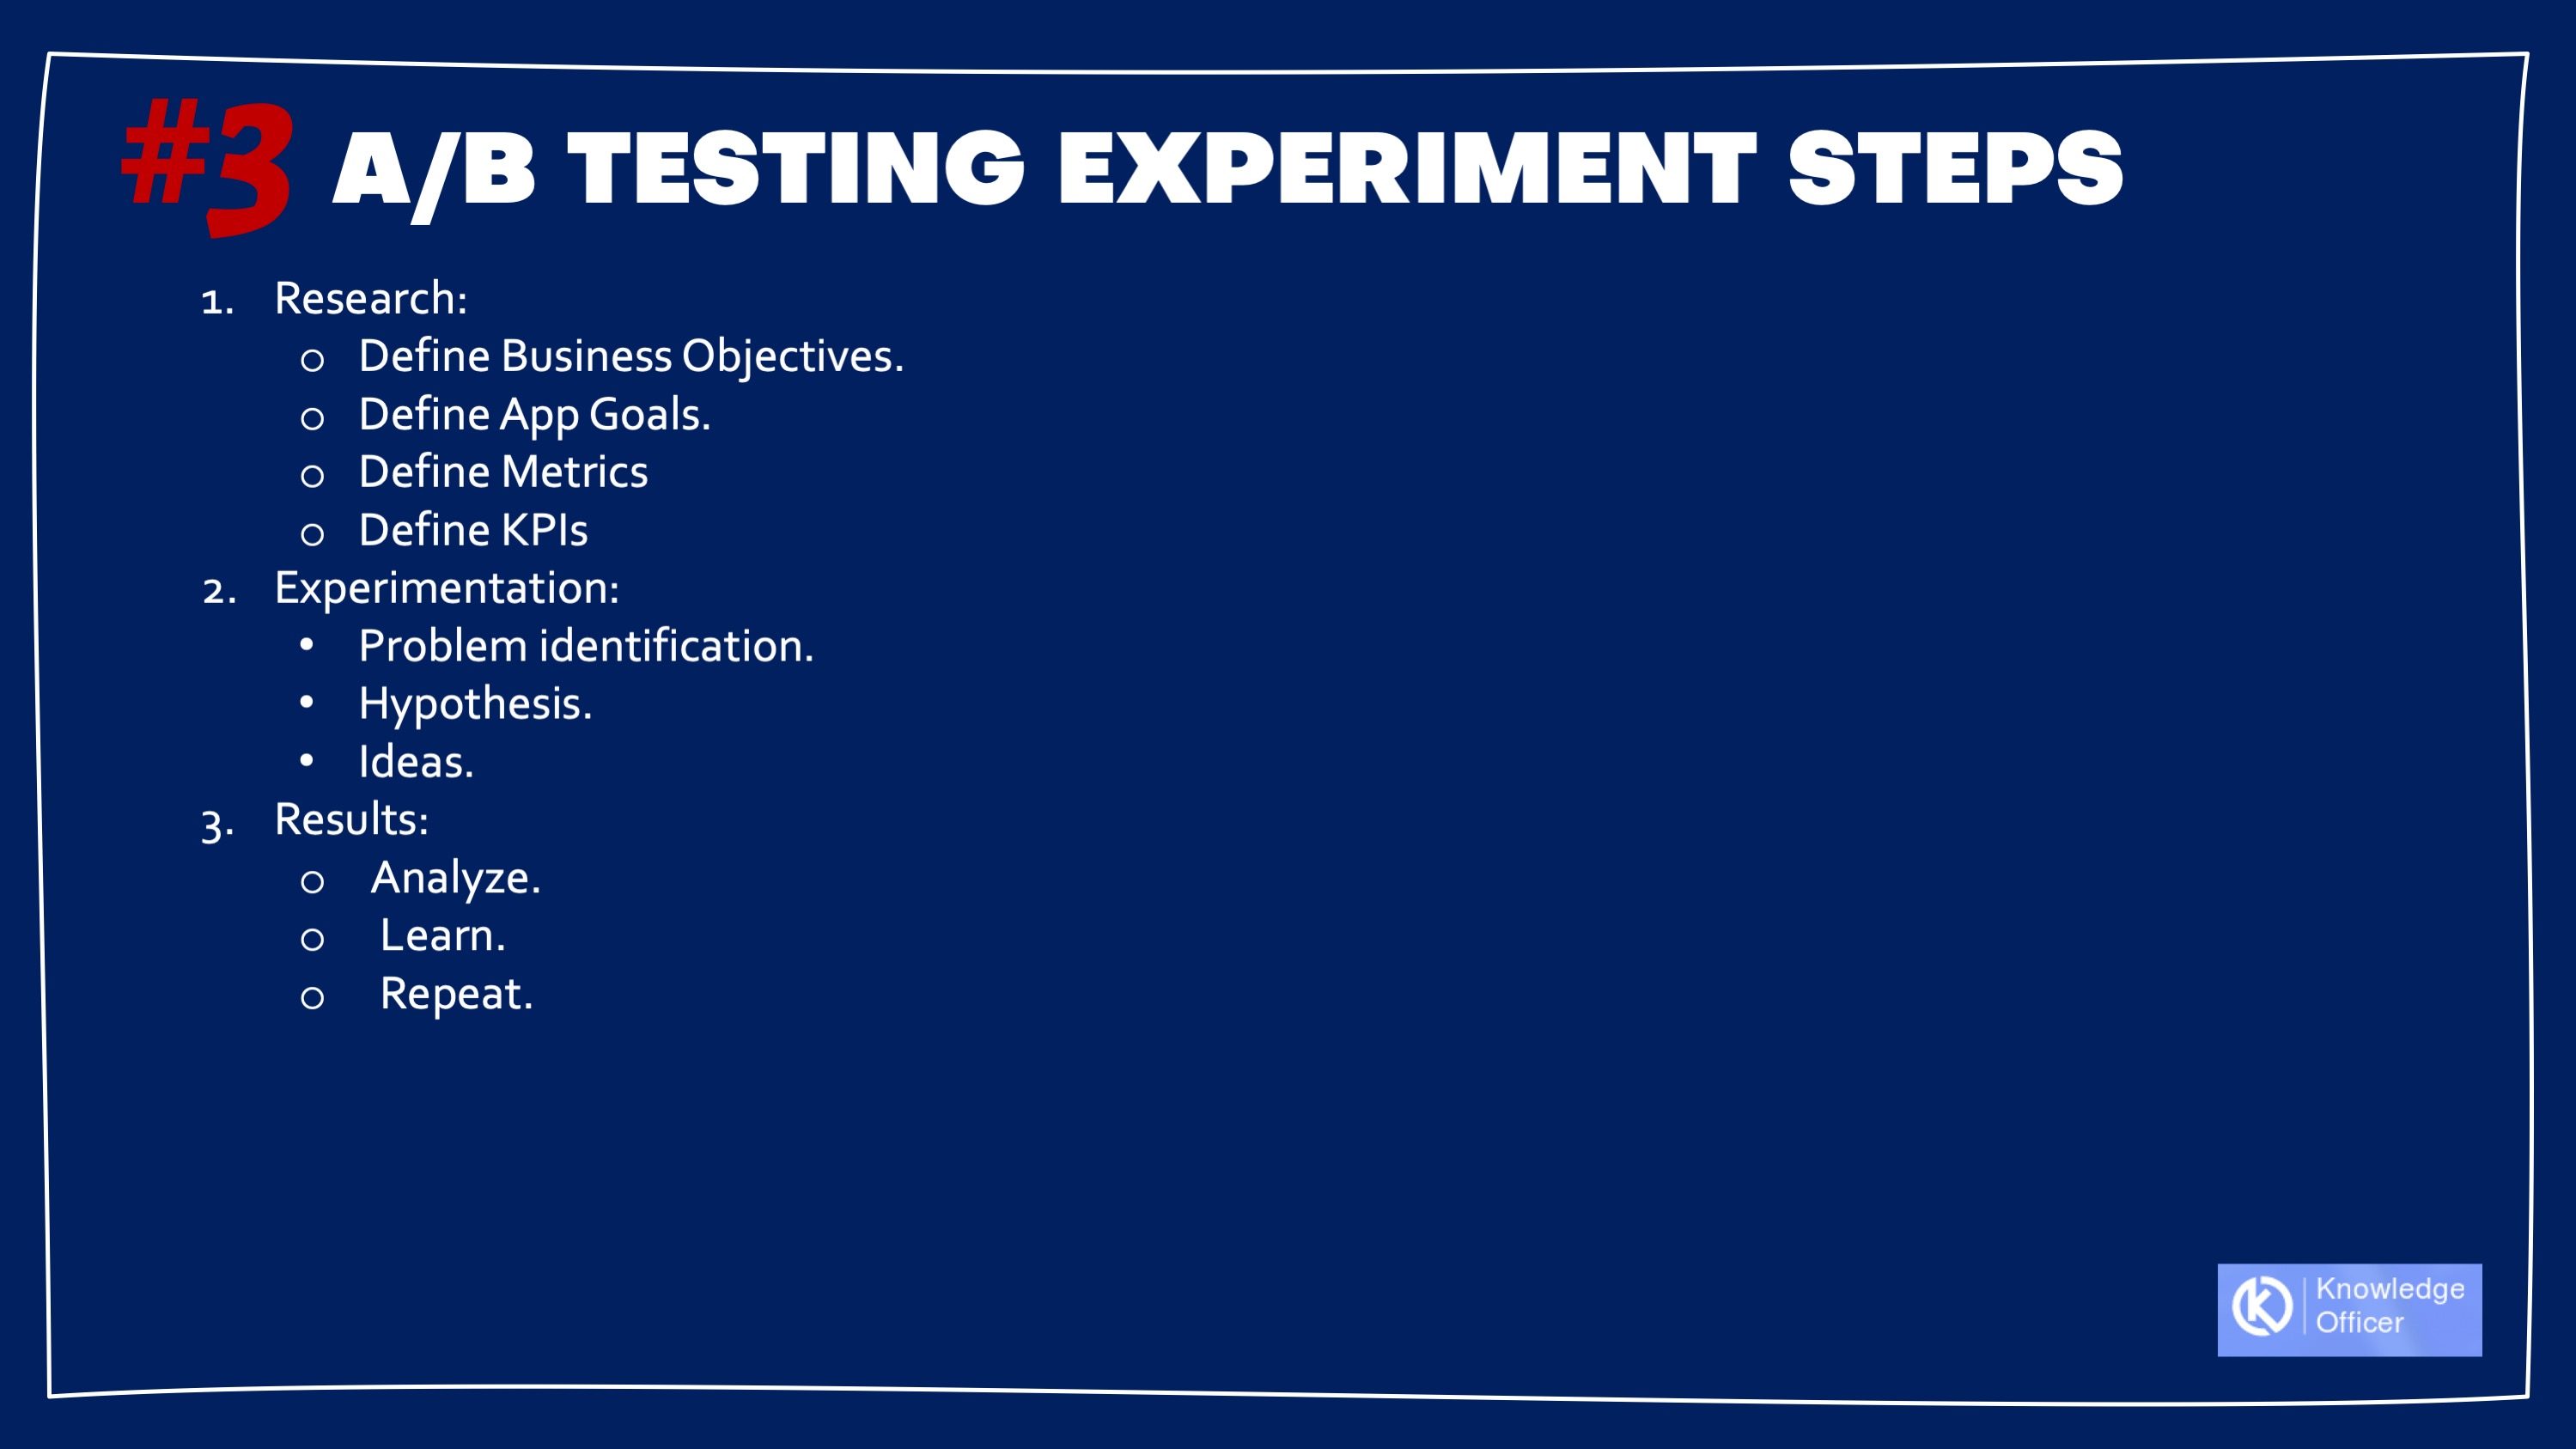 #3 A/B TESTING EXPERIMENT STEPS
1. Research:
○ Define Business Objectives.
○ Define App Goals.
○ Define Metrics
○ Define KPIs
2. Experimentation:
• Problem identification.
• Hypothesis.
• Ideas.
3. Results:
○ Analyze.
○ Learn.
○ Repeat.
Knowledge
Officer